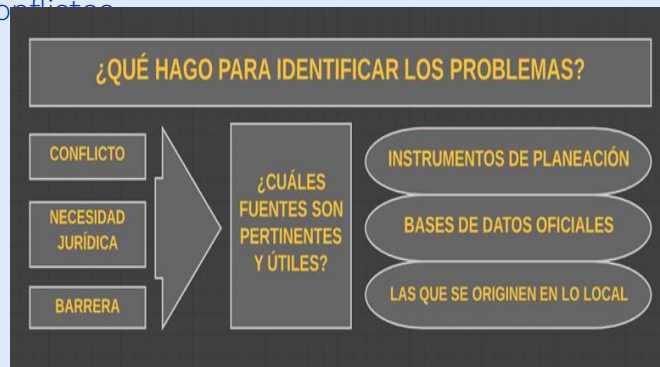 conflictos
¿QUÉ HAGO PARA IDENTIFICAR LOS PROBLEMAS?
CONFLICTO
NECESIDAD
JURÍDICA
BARRERA
¿CUÁLES
FUENTES SON
PERTINENTES
Y ÚTILES?
INSTRUMENTOS DE PLANEACIÓN
BASES DE DATOS OFICIALES
LAS QUE SE ORIGINEN EN LO LOCAL